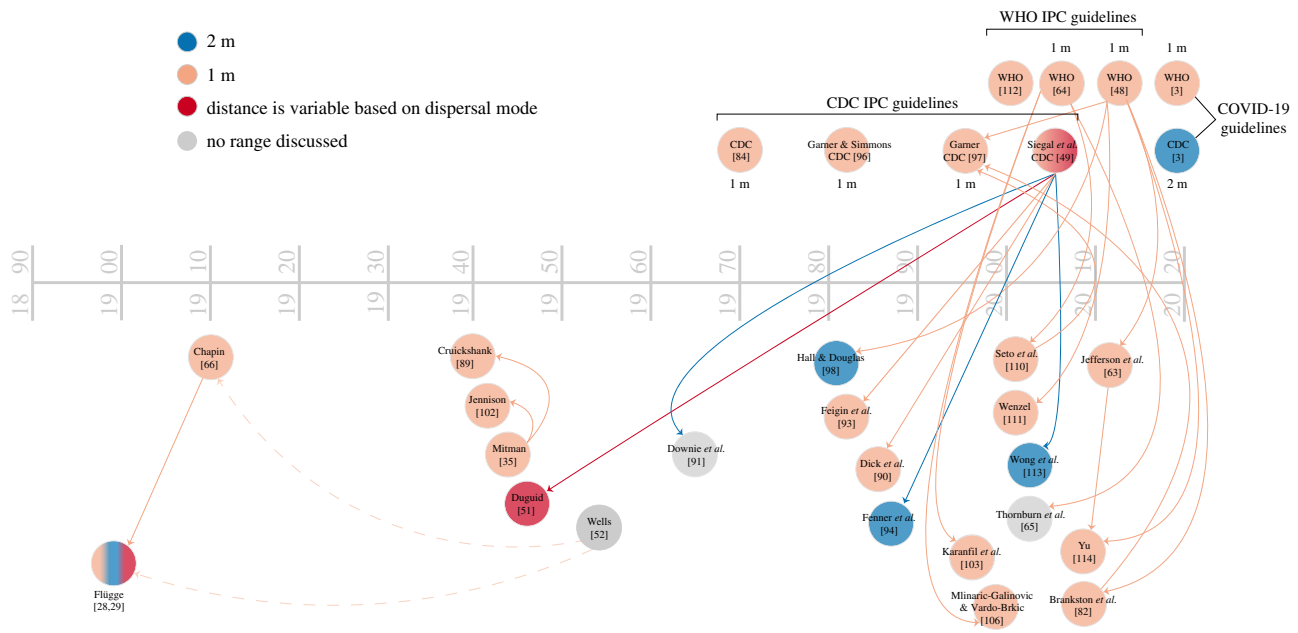 WHO IPC guidelines
2 m
1 m
distance is variable based on dispersal mode
no range discussed
1 m
1 m
1 m
WHO
[112]
WHO
[64]
WHO
[48]
WHO
[3]
CDC IPC guidelines
COVID-19
guidelines
CDC
[84]
Garner & Simmons
CDC [96]
Garner
CDC [97]
Siegal et al.
CDC [49]
CDC
[3]
1 m
1 m
1 m
2 m
18 90
19 00
19 10
19 20
19 30
19 40
19 50
19 60
19 70
19 80
19 90
20 00
20 10
20 20
Chapin
[66]
Cruickshank
[89]
Jennison
[102]
Mitman
[35]
Duguid
[51]
Wells
[52]
Flügge
[28,29]
Downie et al.
[91]
Hall & Douglas
[98]
Feigin et al.
[93]
Dick et al.
[90]
Fenner et al.
[94]
Karanfil et al.
[103]
Mlinaric-Galinovic
& Vardo-Brkic
[106]
Seto et al.
[110]
Wenzel
[111]
Wong et al.
[113]
Thornburn et al.
[65]
Jefferson et al.
[63]
Yu
[114]
Brankston et al.
[82]